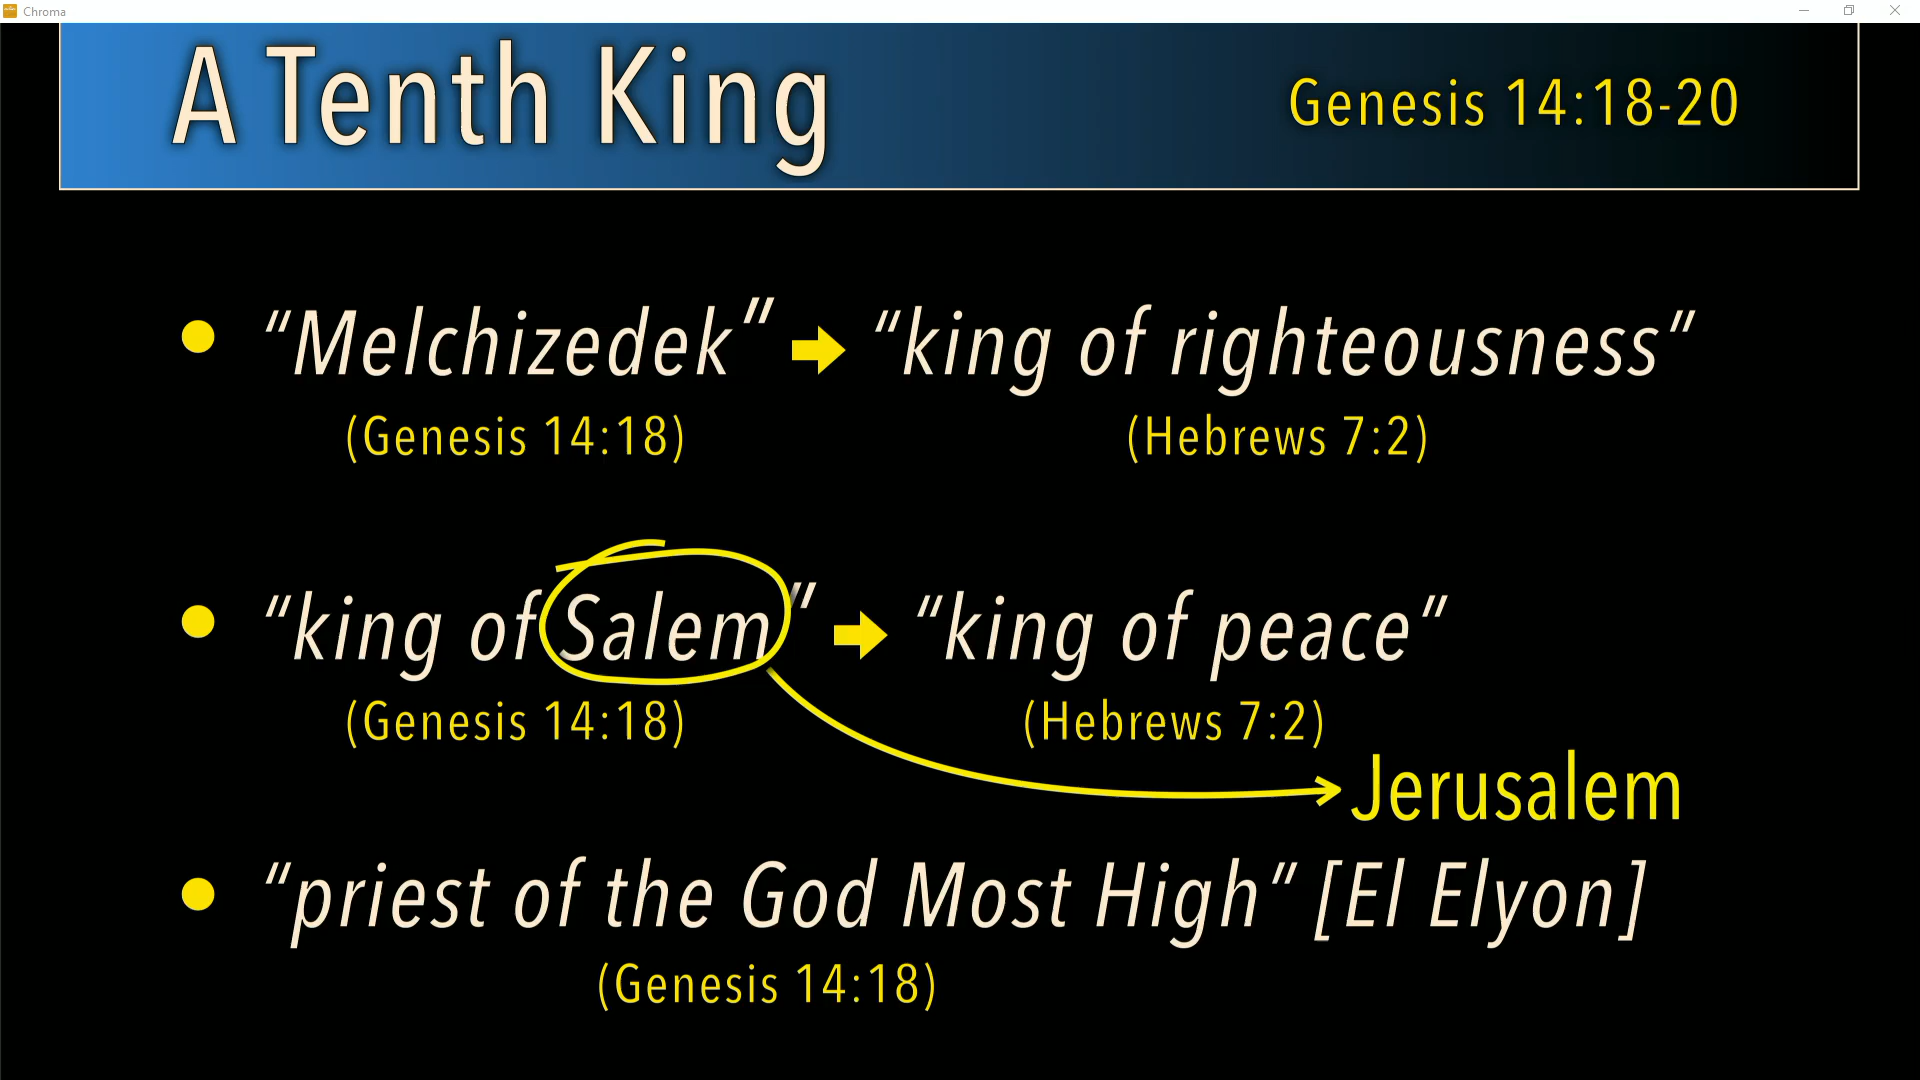 Chroma
A Tenth King
Genesis 14:18-20
“Melchizedek” “king of righteousness”
(Genesis 14:18) (Hebrews 7:2)
“king of Salem” “king of peace”
(Genesis 14:18) (Hebrews 7:2)
Jerusalem
“priest of the God Most High” [El Elyon]
(Genesis 14:18)